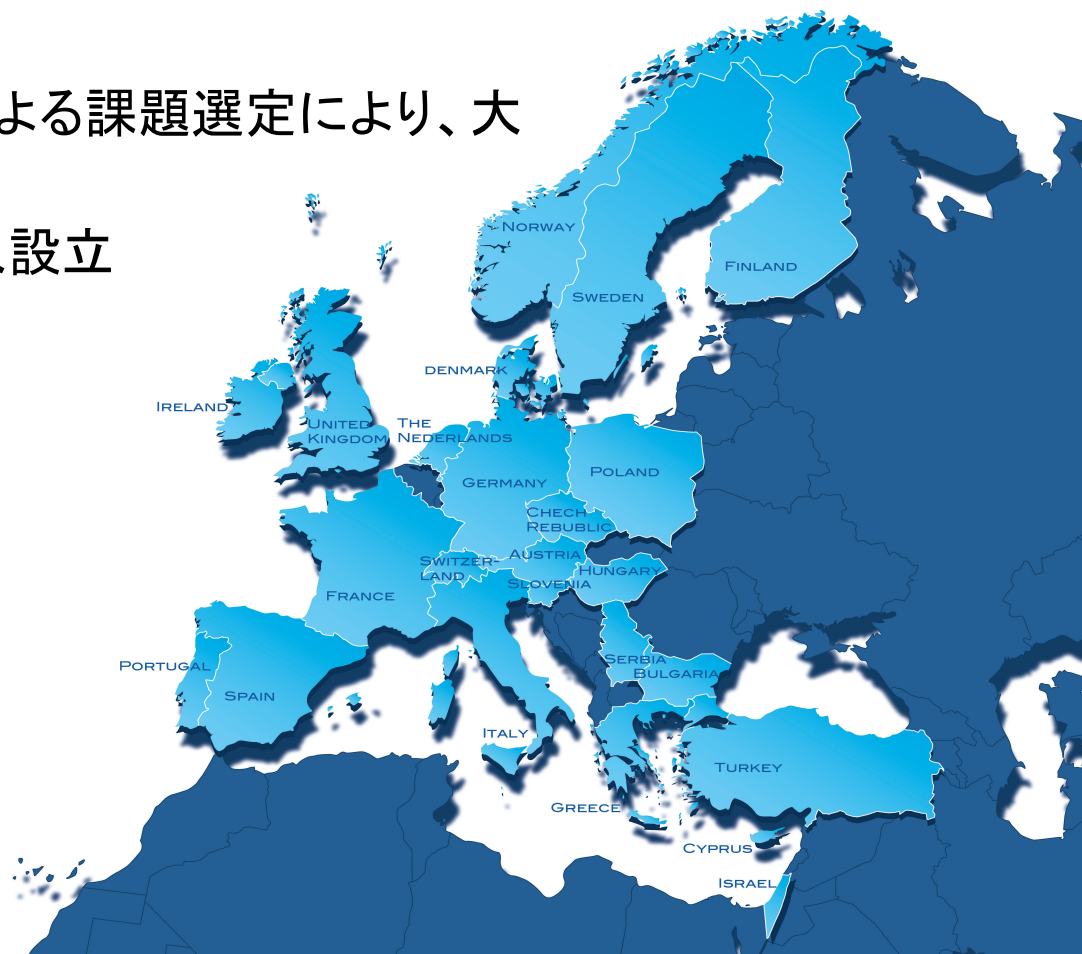 よる課題選定により、大
設立
NORWAY
FINLAND
SWEDEN
DENMARK
IRELAND
UNITED
KINGDOM
THE
NEDERLANDS
POLAND
GERMANY
CHECH
REBUBLIC
AUSTRIA
SWITZER-
LAND
HUNGARY
SLOVENIA
FRANCE
SERBIA
BULGARIA
PORTUGAL
SPAIN
ITALY
TURKEY
GREECE
CYPRUS
ISRAEL